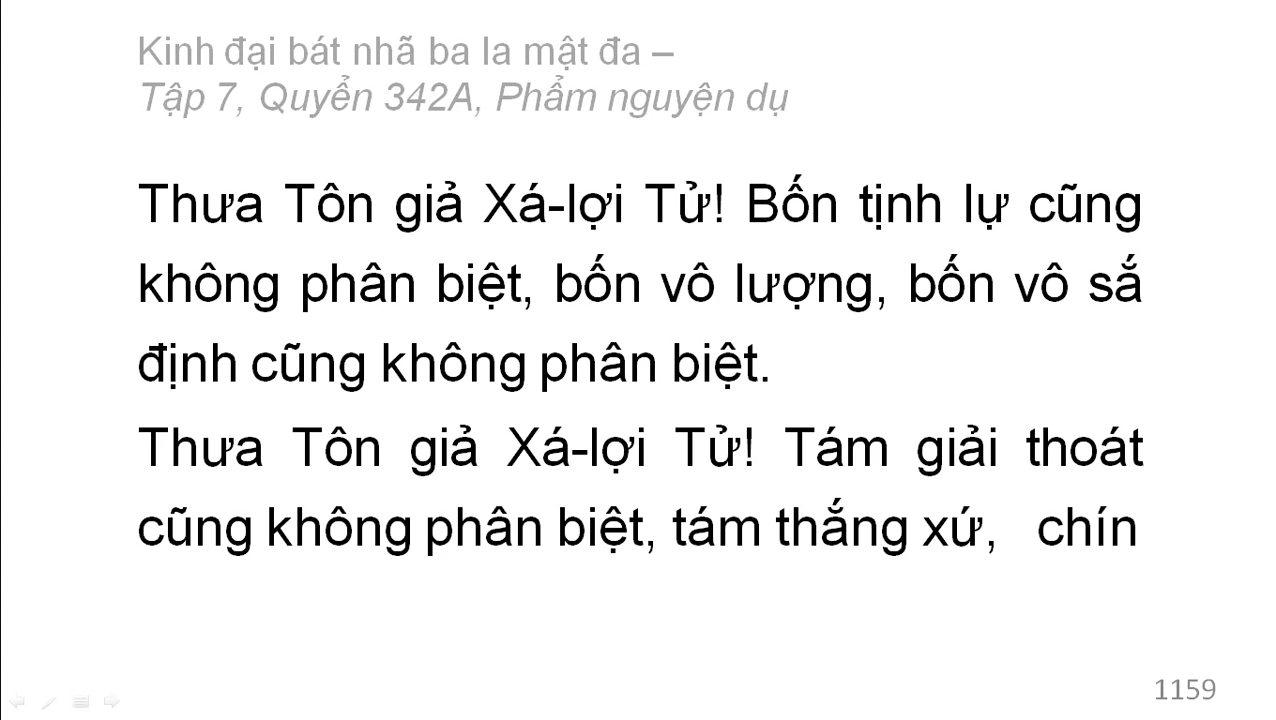 Kinh đại bát nhã ba la mật đa –
Tập 7, Quyển 342A, Phẩm nguyện dụ
Thưa Tôn giả Xá-lợi Tử! Bốn tịnh lự cũng
không phân biệt, bốn vô lượng, bốn vô sắ
định cũng không phân biệt.
Thưa Tôn giả Xá-lợi Tử! Tám giải thoát
cũng không phân biệt, tám thắng xứ, chín
1159